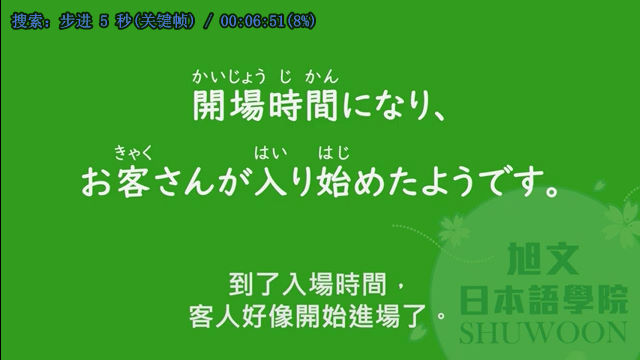 搜索: 步进 5 秒(关键帧) / 00:06:51(8%)
かいじょう じ かん
開場時間になり、
きゃく はい はじ
お客さんが入り始めたようです。
到了入場時間，
客人好像開始進場了。
旭文
日本語學院
SHUWOON